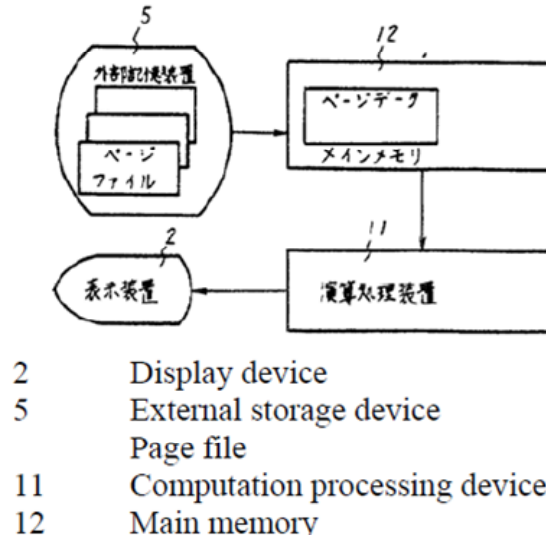 5
外部記憶装置
ページ
ファイル
12
ページデータ
メインメモリ
2
表示装置
11
演算処理装置
2 Display device
5 External storage device
Page file
11 Computation processing device
12 Main memory